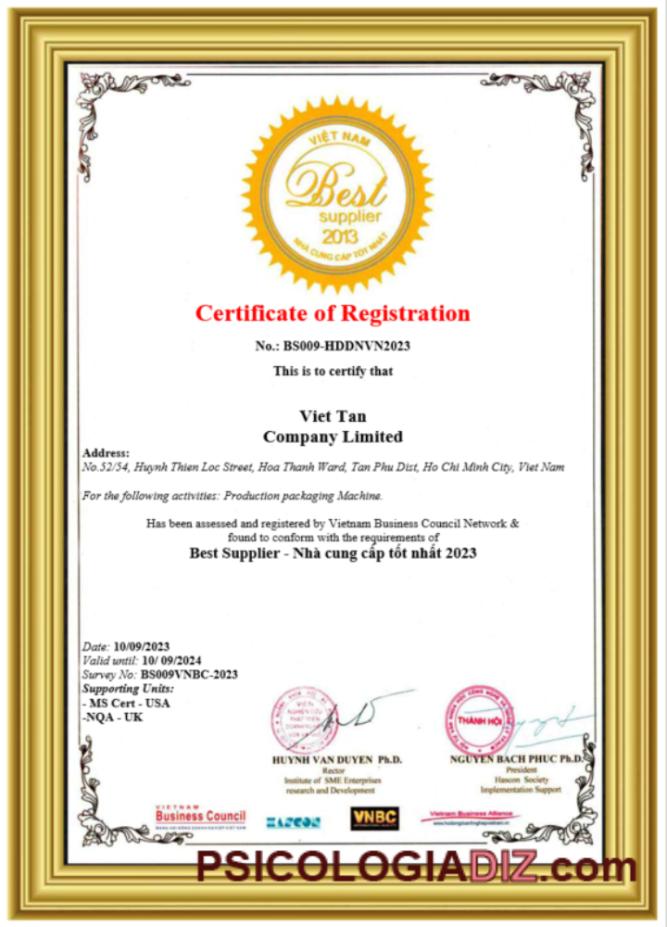 VIỆT NAM
Best
supplier
2013
NHÀ CUNG CẤP TỐT NHẤT
Certificate of Registration
No.: BS009-HDDNVN2023
This is to certify that
Viet Tan
Company Limited
Address:
No.52/54, Huynh Thien Loc Street, Hoa Thanh Ward, Tan Phu Dist, Ho Chi Minh City, Viet Nam
For the following activities: Production packaging Machine.
Has been assessed and registered by Vietnam Business Council Network &
found to conform with the requirements of
Best Supplier - Nhà cung cấp tốt nhất 2023
Date: 10/09/2023
Valid until: 10/ 09/2024
Survey No: BS009VNBC-2023
Supporting Units:
- MS Cert - USA
-NQA - UK
THÀNH HỘI
HUYNH VAN DUYEN Ph.D.
Rector
Institute of SME Enterprises
research and Development
NGUYEN BACH PHUC Ph.D.
President
Hascon Society
Implementation Support
VIETNAM
Business Council
HASCON
VNBC
Vietnam Business Alliance
PSICOLOGIADIZ.com